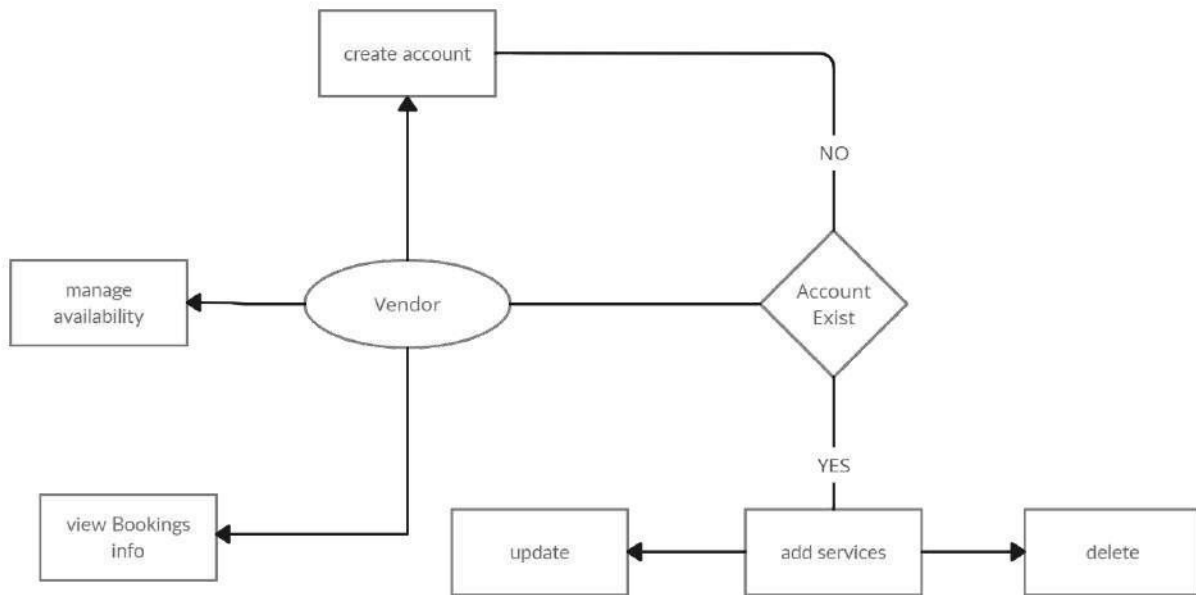 create account
NO
manage
availability
Vendor
Account
Exist
YES
view Bookings
info
update
add services
delete